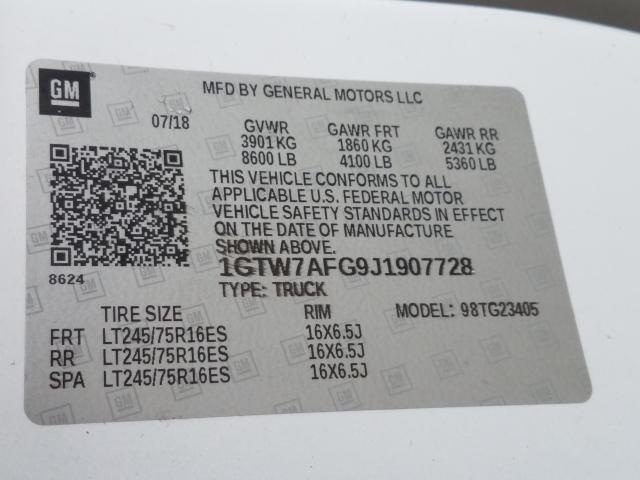 GM
MFD BY GENERAL MOTORS LLC
07/18 GVWR GAWR FRT GAWR RR
3901 KG 1860 KG 2431 KG
8600 LB 4100 LB 5360 LB
THIS VEHICLE CONFORMS TO ALL
APPLICABLE U.S. FEDERAL MOTOR
VEHICLE SAFETY STANDARDS IN EFFECT
ON THE DATE OF MANUFACTURE
SHOWN ABOVE.
8624
1GTW7AFG9J1907728
TYPE: TRUCK
TIRE SIZE RIM MODEL: 98TG23405
FRT LT245/75R16ES 16X6.5J
RR LT245/75R16ES 16X6.5J
SPA LT245/75R16ES 16X6.5J